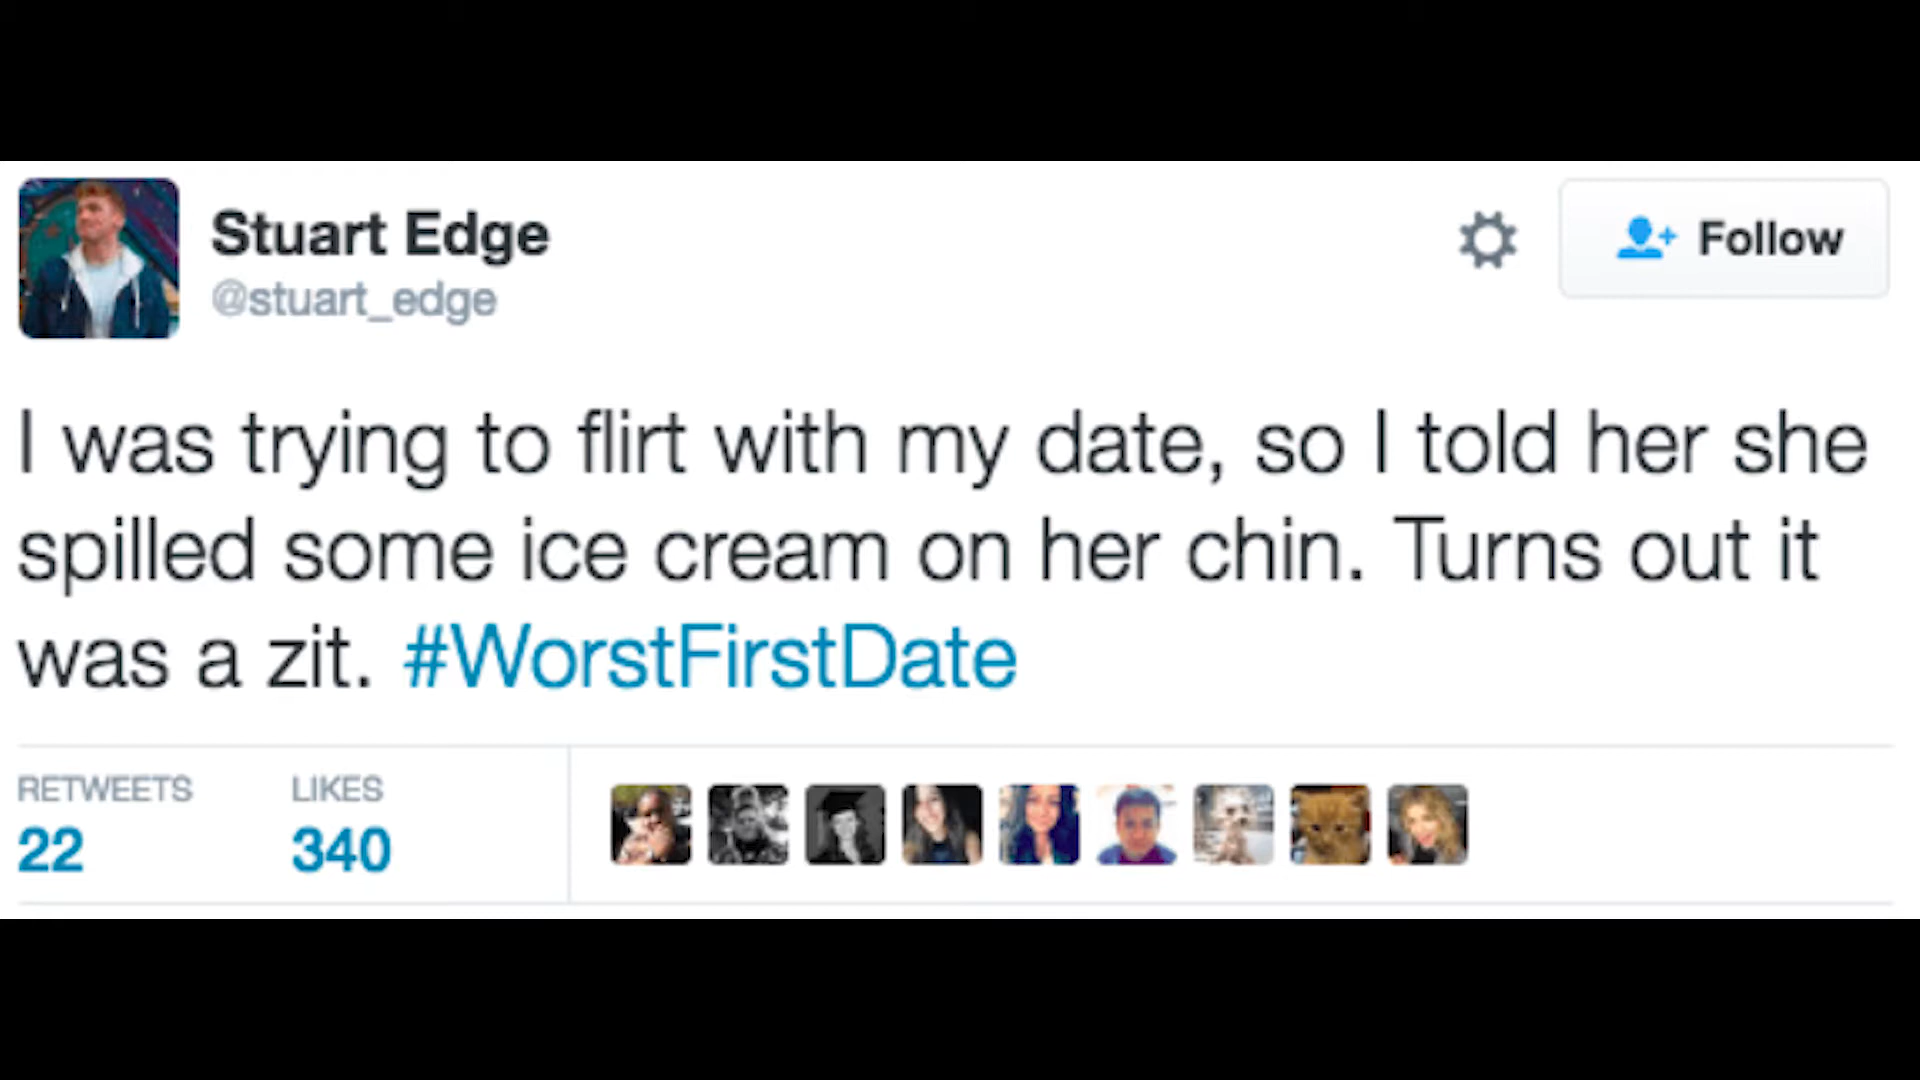 Stuart Edge
@stuart_edge
Follow
I was trying to flirt with my date, so I told her she
spilled some ice cream on her chin. Turns out it
was a zit. #WorstFirstDate
RETWEETS LIKES
22 340